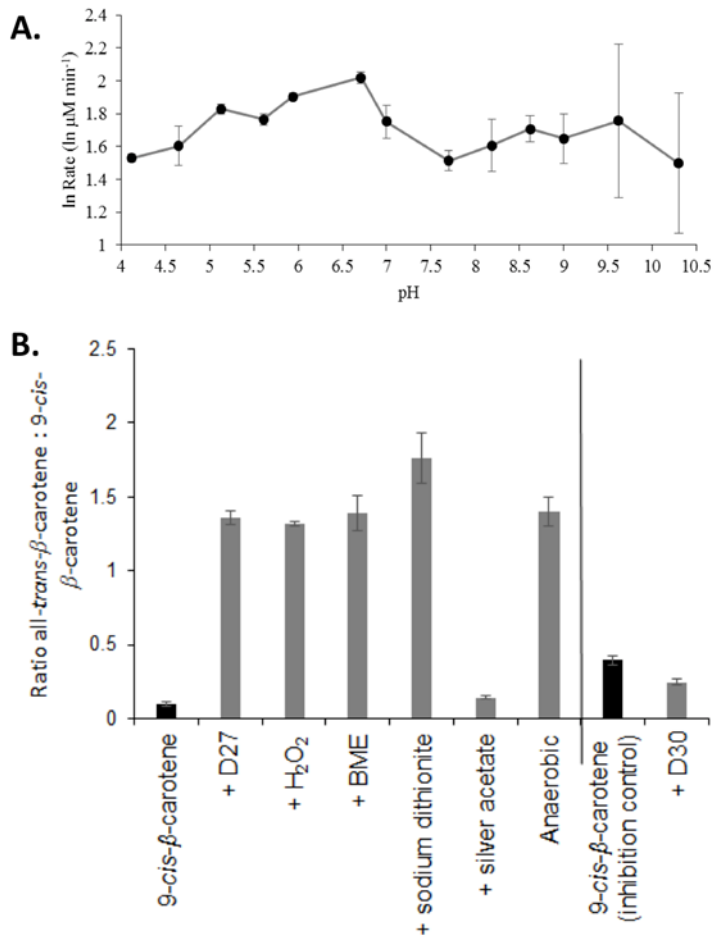 A.
2.4
2.2
2
1.8
1.6
1.4
1.2
1
ln Rate (ln µM min⁻¹)
4 4.5 5 5.5 6 6.5 7 7.5 8 8.5 9 9.5 10 10.5
pH
B.
2.5
2
1.5
1
0.5
0
Ratio all-trans-β-carotene : 9-cis-
β-carotene
9-cis-β-carotene
+ D27
+ H₂O₂
+ BME
+ sodium dithionite
+ silver acetate
Anaerobic
9-cis-β-carotene
(inhibition control)
+ D30